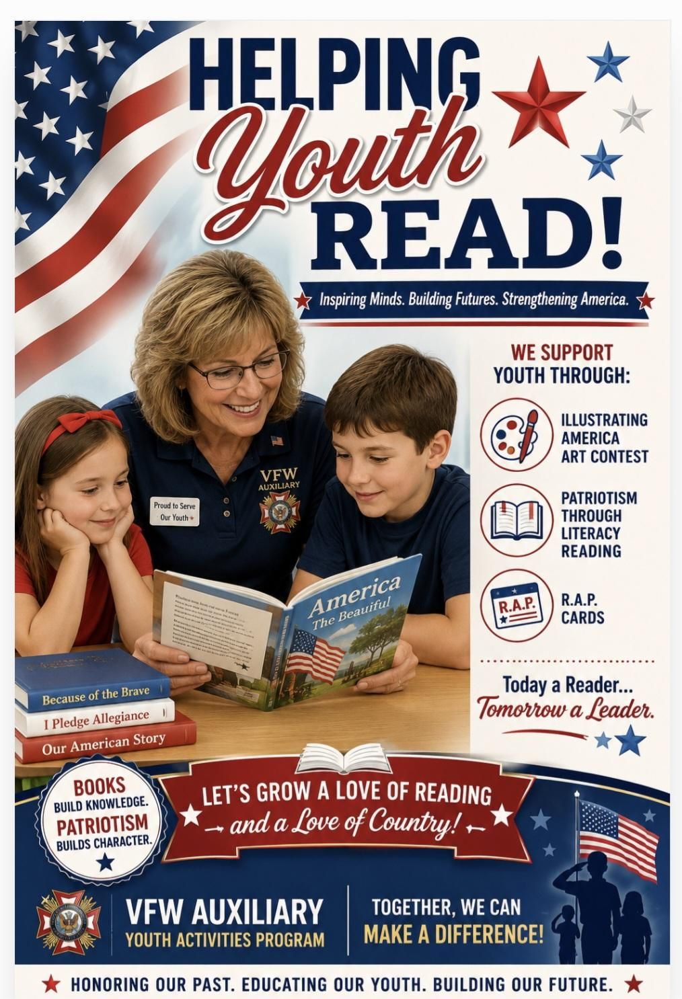 HELPING
Youth
READ!
Inspiring Minds. Building Futures. Strengthening America.
WE SUPPORT
YOUTH THROUGH:
ILLUSTRATING
AMERICA
ART CONTEST
PATRIOTISM
THROUGH
LITERACY
READING
R.A.P.
R.A.P.
CARDS
Today a Reader...
Tomorrow a Leader.
VFW
AUXILIARY
Proud to Serve
Our Youth
America
The Beauiful
Because of the Brave
I Pledge Allegiance
Our American Story
BOOKS
BUILD KNOWLEDGE.
PATRIOTISM
BUILDS CHARACTER.
LET'S GROW A LOVE OF READING
and a Love of Country!
VFW AUXILIARY
YOUTH ACTIVITIES PROGRAM
TOGETHER, WE CAN
MAKE A DIFFERENCE!
HONORING OUR PAST. EDUCATING OUR YOUTH. BUILDING OUR FUTURE.